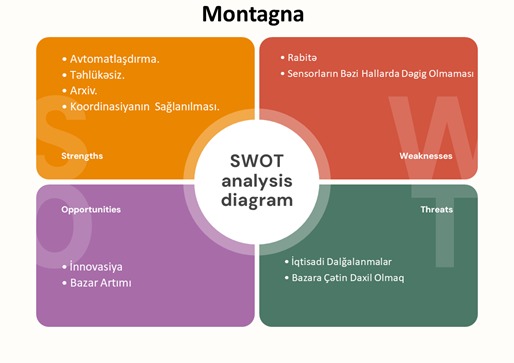 Montagna
• Avtomatlaşdırma.
• Təhlükəsiz.
• Arxiv.
• Koordinasiyanın Sağlanılması.
Strengths
• Rabitə
• Sensorların Bəzi Hallarda Dəgig Olmaması
Weaknesses
SWOT
analysis
diagram
Opportunities
• İnnovasiya
• Bazar Artımı
Threats
• İqtisadi Dalğalanmalar
• Bazara Çətin Daxil Olmaq
S
W
O
T